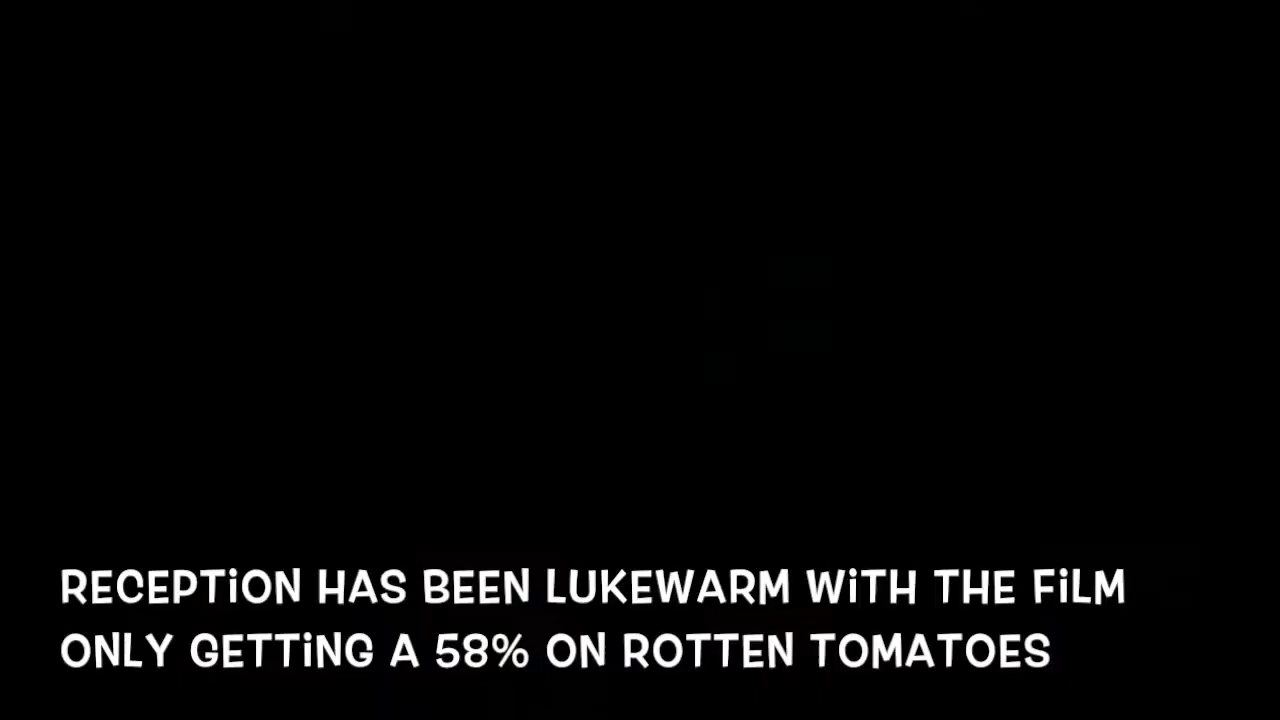 RECEPTiON HAS BEEN LUKEWARM WiTH THE FiLM
ONLY GETTiNG A 58% ON ROTTEN TOMATOES